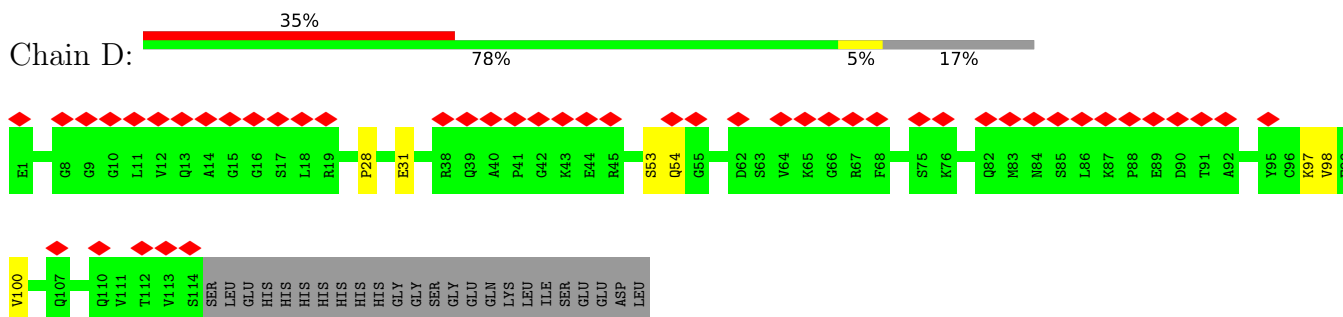 35%
Chain D:
78% 5% 17%
E1 G8 G9 G10 L11 V12 Q13 A14 G15 G16 S17 L18 R19 P28 E31 R38 Q39 A40 P41 G42 K43 E44 R45 S53 Q54 G55 D62 S63 V64 K65 G66 R67 F68 S75 K76 Q82 M83 N84 S85 L86 K87 P88 E89 D90 T91 A92 Y95 C96 K97 V98
V100 Q107 Q110 V111 T112 V113 S114 SER LEU GLU HIS HIS HIS HIS HIS HIS HIS HIS GLY GLY SER GLY GLU GLN LYS LEU ILE SER GLU GLU ASP LEU